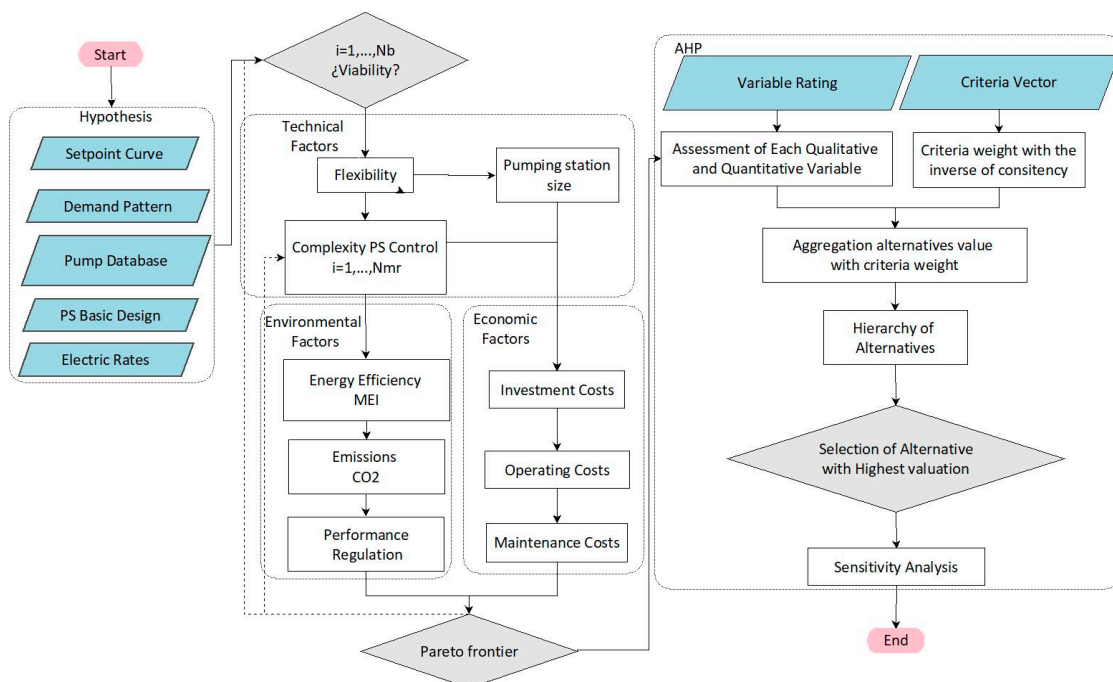 Start
Hypothesis
Setpoint Curve
Demand Pattern
Pump Database
PS Basic Design
Electric Rates
i=1,...,Nb
¿Viability?
Technical
Factors
Flexibility
Pumping station
size
Complexity PS Control
i=1,...,Nmr
Environmental
Factors
Energy Efficiency
MEI
Emissions
CO2
Performance
Regulation
Economic
Factors
Investment Costs
Operating Costs
Maintenance Costs
Pareto frontier
AHP
Variable Rating
Criteria Vector
Assessment of Each Qualitative
and Quantitative Variable
Criteria weight with the
inverse of consitency
Aggregation alternatives value
with criteria weight
Hierarchy of
Alternatives
Selection of Alternative
with Highest valuation
Sensitivity Analysis
End